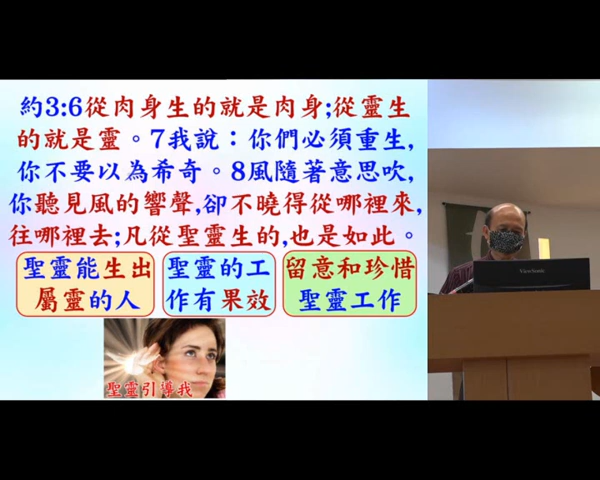 約3:6從肉身生的就是肉身;從靈生
的就是靈。7我說：你們必須重生,
你不要以為希奇。8風隨著意思吹,
你聽見風的響聲,卻不曉得從哪裡來,
往哪裡去;凡從聖靈生的,也是如此。
聖靈能生出
屬靈的人
聖靈的工
作有果效
留意和珍惜
聖靈工作
聖靈引導我
ViewSonic